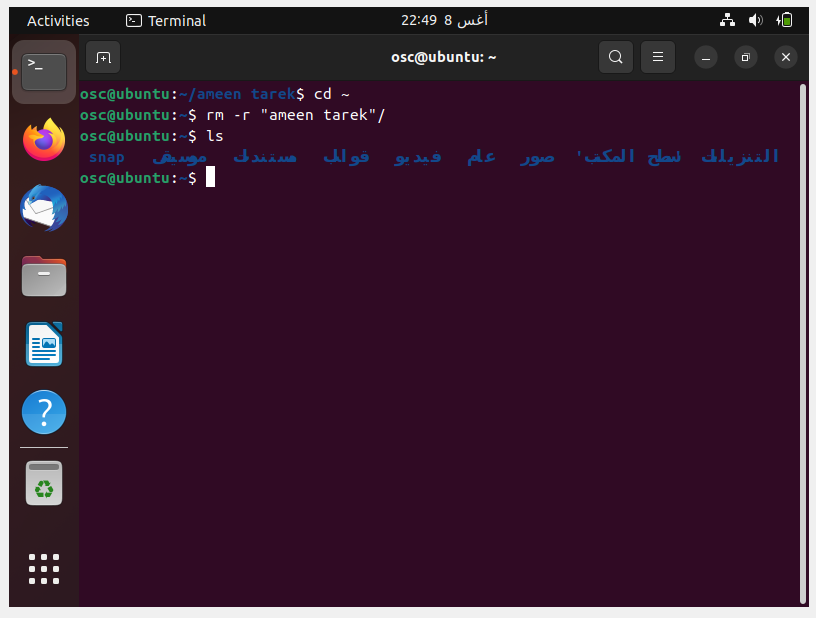 Activities Terminal 22:49 8 أغس
osc@ubuntu: ~
osc@ubuntu:~/ameen tarek$ cd ~
osc@ubuntu:~$ rm -r "ameen tarek"/
osc@ubuntu:~$ ls
snap موسيقى مستندات قوالب فيديو عام صور 'سطح المكتب' التنزيلات
osc@ubuntu:~$